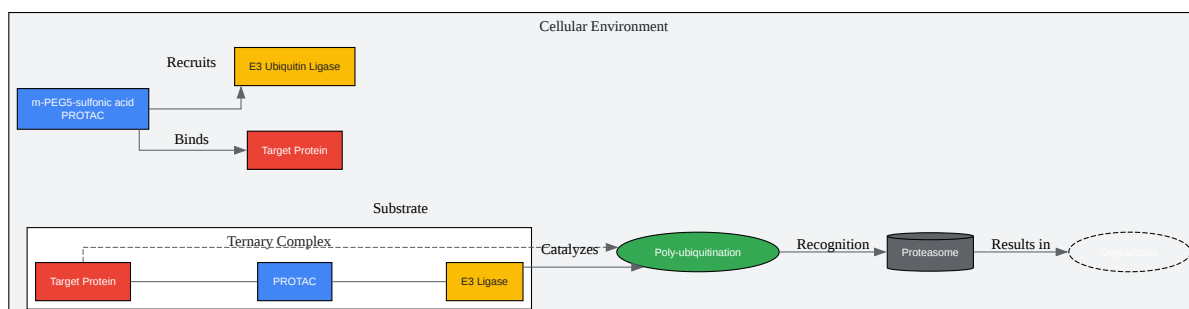 Cellular Environment
Recruits
E3 Ubiquitin Ligase
m-PEG5-sulfonic acid
PROTAC
Binds
Target Protein
Substrate
Ternary Complex
Catalyzes
Poly-ubiquitination
Recognition
Proteasome
Results in
Degradation
Target Protein
PROTAC
E3 Ligase